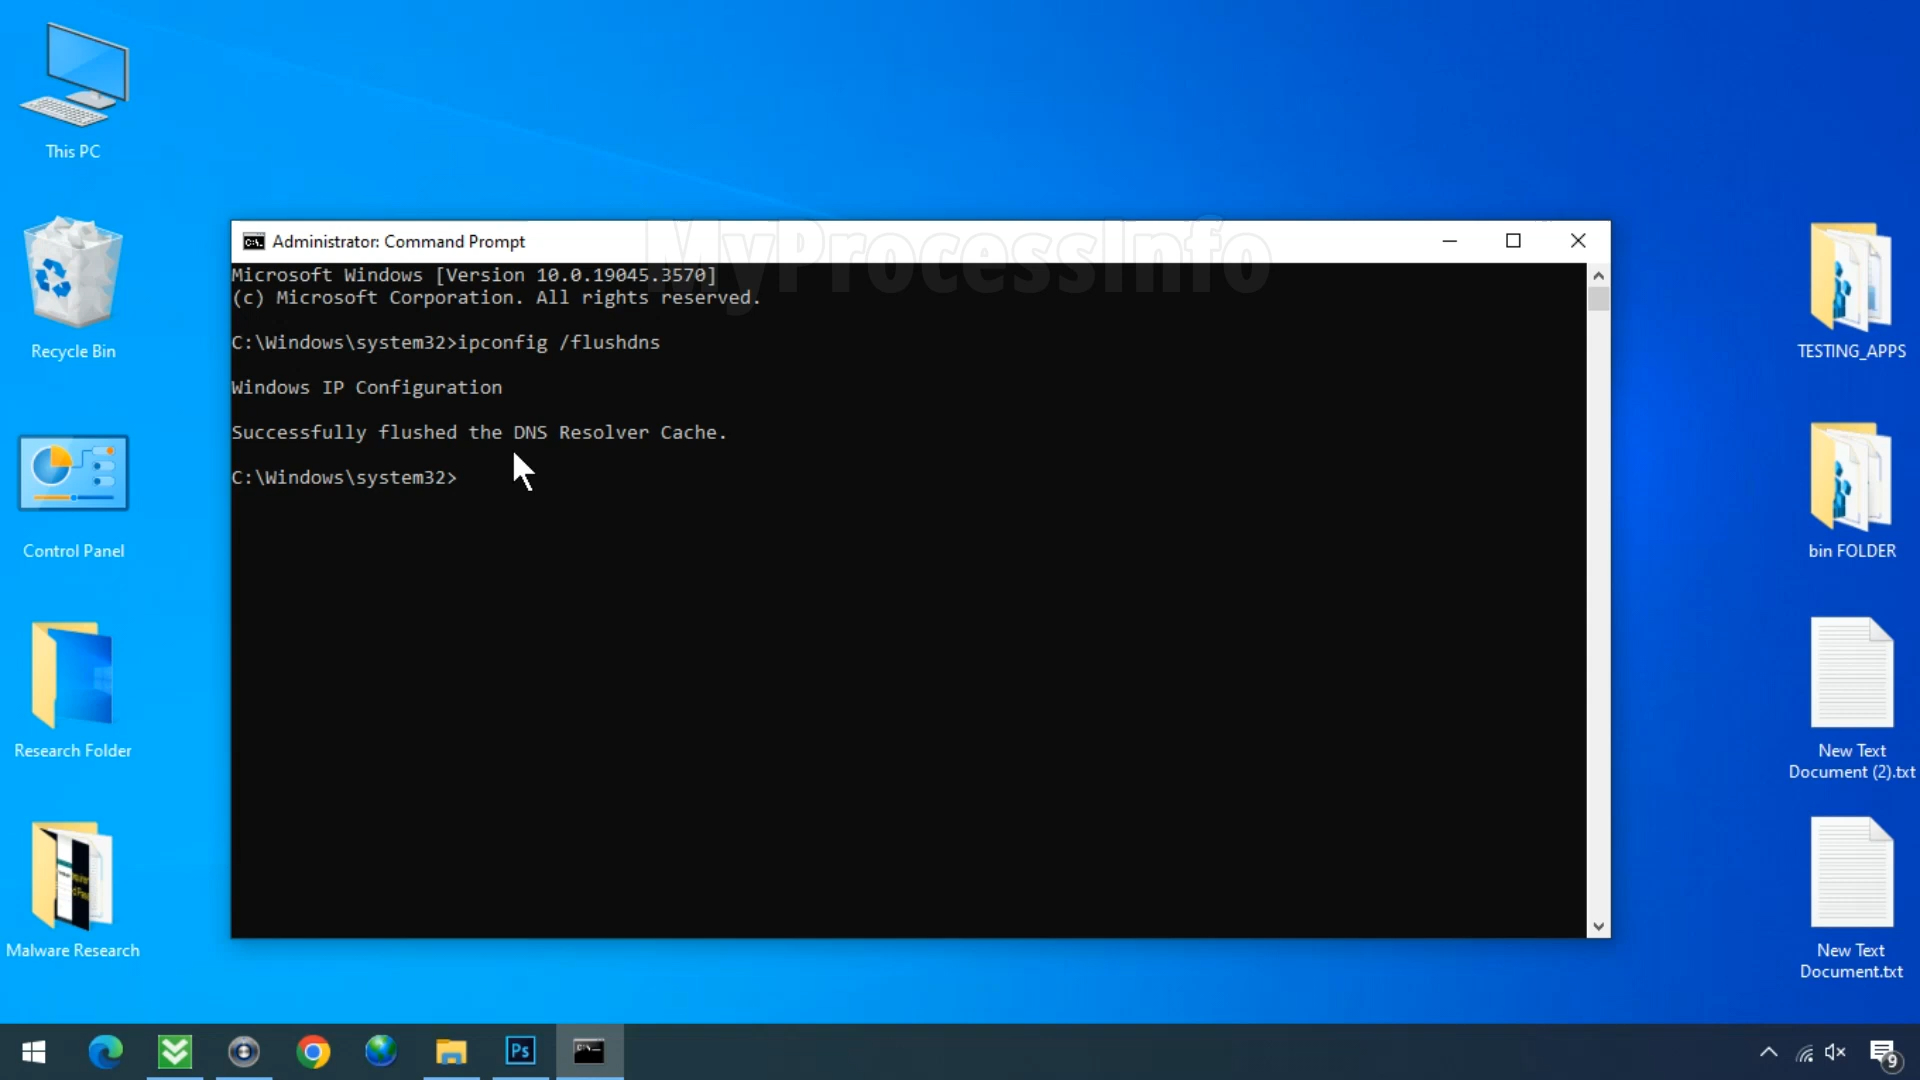 This PC
Recycle Bin
Control Panel
Research Folder
Malware Research
MyProcessInfo
Administrator: Command Prompt
Microsoft Windows [Version 10.0.19045.3570]
(c) Microsoft Corporation. All rights reserved.
C:\Windows\system32>ipconfig /flushdns
Windows IP Configuration
Successfully flushed the DNS Resolver Cache.
C:\Windows\system32>
TESTING_APPS
bin FOLDER
New Text
Document (2).txt
New Text
Document.txt
Ps
9